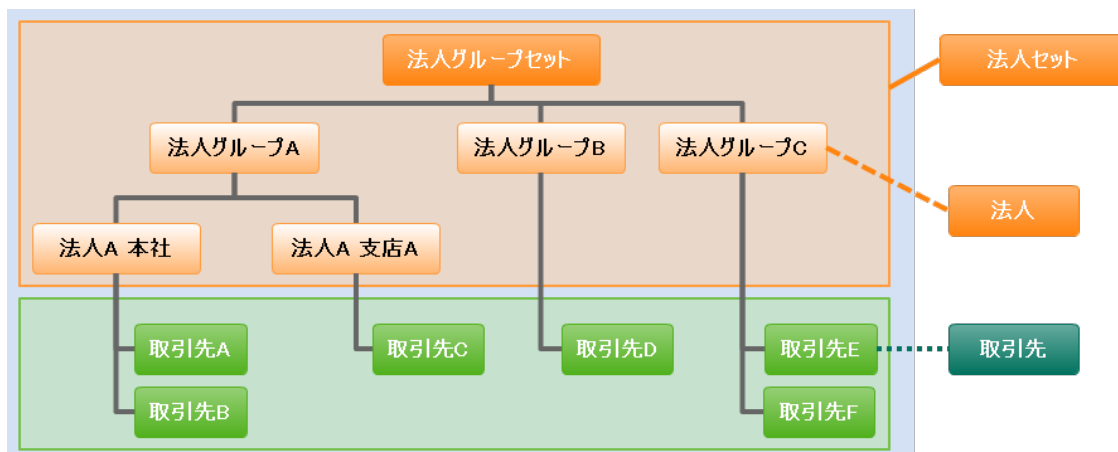 法人グループセット
法人セット
法人グループA
法人グループB
法人グループC
法人
法人A 本社
法人A 支店A
取引先A
取引先C
取引先D
取引先E
取引先
取引先B
取引先F